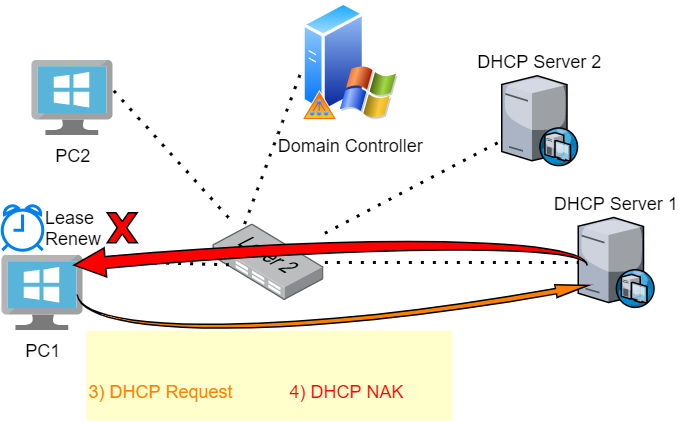 DHCP Server 2
Domain Controller
PC2
DHCP Server 1
Lease
Renew
X
Layer 2
PC1
3) DHCP Request 4) DHCP NAK